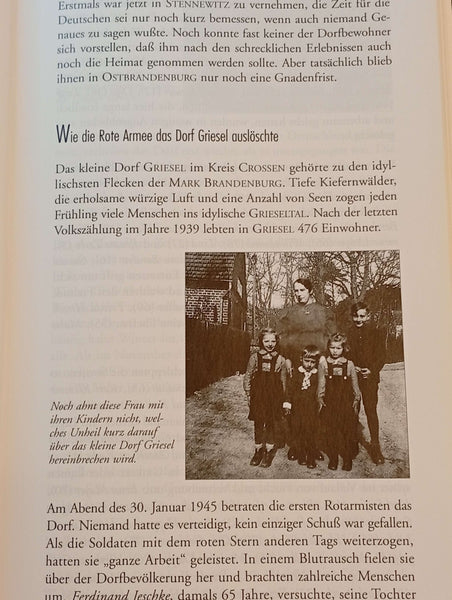 Erstmals war jetzt in STENNEWITZ zu vernehmen, die Zeit für die
Deutschen sei nur noch kurz bemessen, wenn auch niemand Ge-
naues zu sagen wußte. Noch konnte fast keiner der Dorfbewohner
sich vorstellen, daß ihm nach den schrecklichen Erlebnissen auch
noch die Heimat genommen werden sollte. Aber tatsächlich blieb
ihnen in OSTBRANDENBURG nur noch eine Gnadenfrist.
Wie die Rote Armee das Dorf Griesel auslöschte
Das kleine Dorf GRIESEL im Kreis CROSSEN gehörte zu den idyl-
lischsten Flecken der MARK BRANDENBURG. Tiefe Kiefernwälder,
die erholsame würzige Luft und eine Anzahl von Seen zogen jeden
Frühling viele Menschen ins idylische GRIESELTAL. Nach der letzten
Volkszählung im Jahre 1939 lebten in GRIESEL 476 Einwohner.
Noch ahnt diese Frau mit
ihren Kindern nicht, wel-
ches Unheil kurz darauf
über das kleine Dorf Griesel
hereinbrechen wird.
Am Abend des 30. Januar 1945 betraten die ersten Rotarmisten das
Dorf. Niemand hatte es verteidigt, kein einziger Schuß war gefallen.
Als die Soldaten mit dem roten Stern anderen Tags weiterzogen,
hatten sie „ganze Arbeit" geleistet. In einem Blutrausch fielen sie
über die Dorfbevölkerung her und brachten zahlreiche Menschen
um. Ferdinand Jeschke, damals 65 Jahre, versuchte, seine Tochter